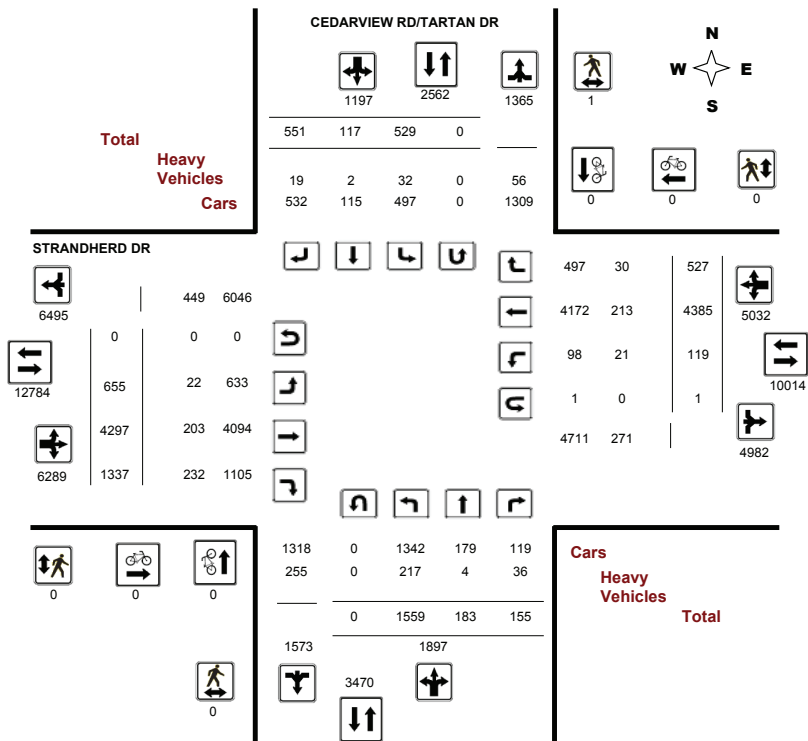 CEDARVIEW RD/TARTAN DR
N
W E
S
1197 2562 1365 1
551 117 529 0
Total
Heavy
Vehicles
Cars
19 2 32 0 56
532 115 497 0 1309
0 0 0
STRANDHERD DR
6495
449 6046
0 0 0
12784
655 22 633
4297 203 4094
6289
1337 232 1105
497 30 527
5032
4172 213 4385
98 21 119
10014
1 0 1
4711 271
4982
0 0 0
0
1318 0 1342 179 119
255 0 217 4 36
0 1559 183 155
1573 1897
3470
Cars
Heavy
Vehicles
Total